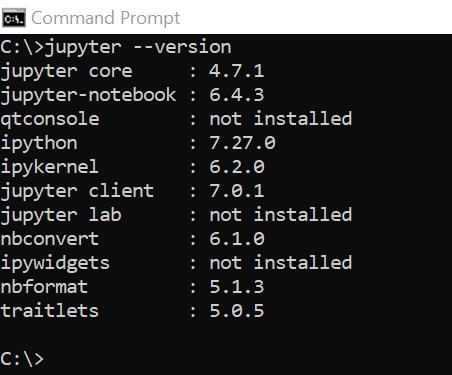 Command Prompt
C:\>jupyter --version
jupyter core     : 4.7.1
jupyter-notebook : 6.4.3
qtconsole        : not installed
ipython          : 7.27.0
ipykernel        : 6.2.0
jupyter client   : 7.0.1
jupyter lab      : not installed
nbconvert        : 6.1.0
ipywidgets       : not installed
nbformat         : 5.1.3
traitlets        : 5.0.5
C:\>